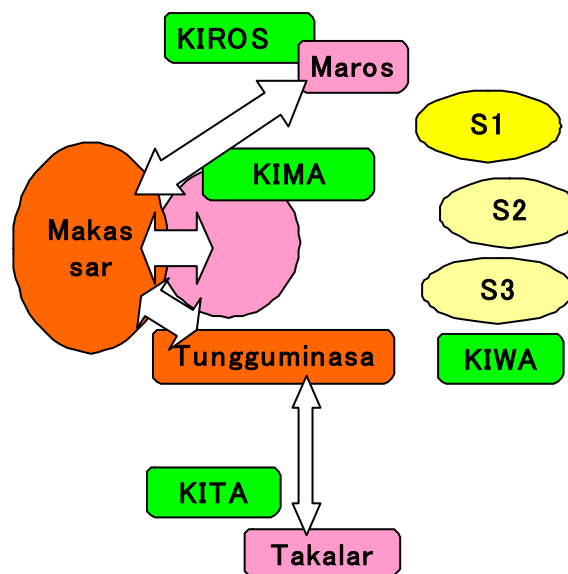 KIROS
Maros
S1
KIMA
S2
Makas
sar
S3
Tungguminasa
KIWA
KITA
Takalar